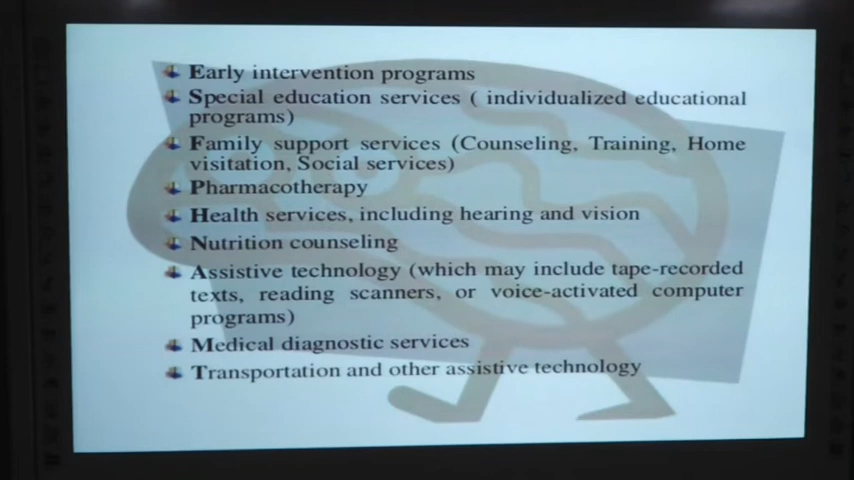 Early intervention programs
Special education services ( individualized educational
programs)
Family support services (Counseling, Training, Home
visitation, Social services)
Pharmacotherapy
Health services, including hearing and vision
Nutrition counseling
Assistive technology (which may include tape-recorded
texts, reading scanners, or voice-activated computer
programs)
Medical diagnostic services
Transportation and other assistive technology